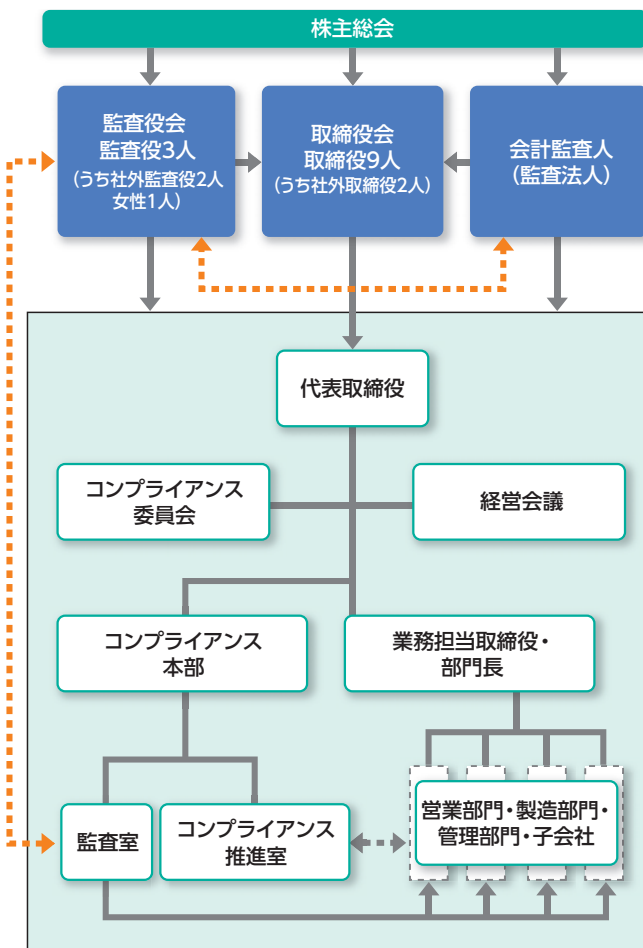 株主総会
監査役会
監査役3人
(うち社外監査役2人
女性1人)
取締役会
取締役9人
(うち社外取締役2人)
会計監査人
(監査法人)
代表取締役
コンプライアンス
委員会
経営会議
コンプライアンス
本部
業務担当取締役・
部門長
監査室
コンプライアンス
推進室
営業部門・製造部門・
管理部門・子会社